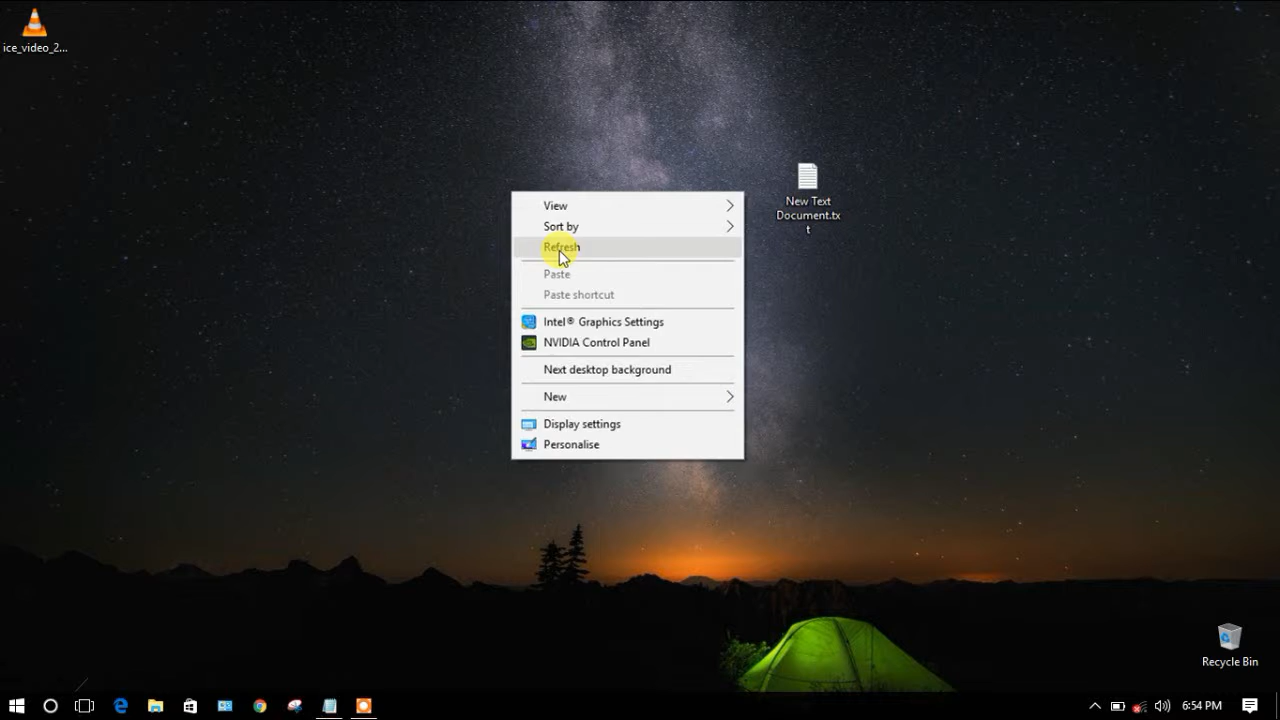 ice_video_2...
New Text
Document.tx
t
View
Sort by
Refresh
Paste
Paste shortcut
Intel® Graphics Settings
NVIDIA Control Panel
Next desktop background
New
Display settings
Personalise
Recycle Bin
6:54 PM